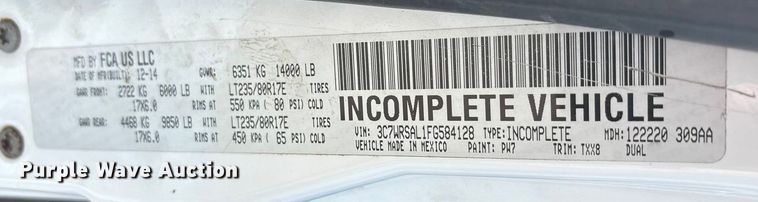 MFD BY FCA US LLC
DATE OF MFR(BUILT) 12-14 GVWR: 6351 KG 14000 LB
GAWR FRONT: 2722 KG 6000 LB WITH LT235/80R17E TIRES
17X6.0 RIMS AT 550 KPA ( 80 PSI) COLD
GAWR REAR: 4468 KG 9850 LB WITH LT235/80R17E TIRES
17X6.0 RIMS AT 450 KPA ( 65 PSI) COLD
INCOMPLETE VEHICLE
VIN: 3C7WRSAL1FG584128 TYPE: INCOMPLETE MDH: 122220 309AA
VEHICLE MADE IN MEXICO PAINT: PW7 TRIM: TXX8 DUAL
Purple Wave Auction